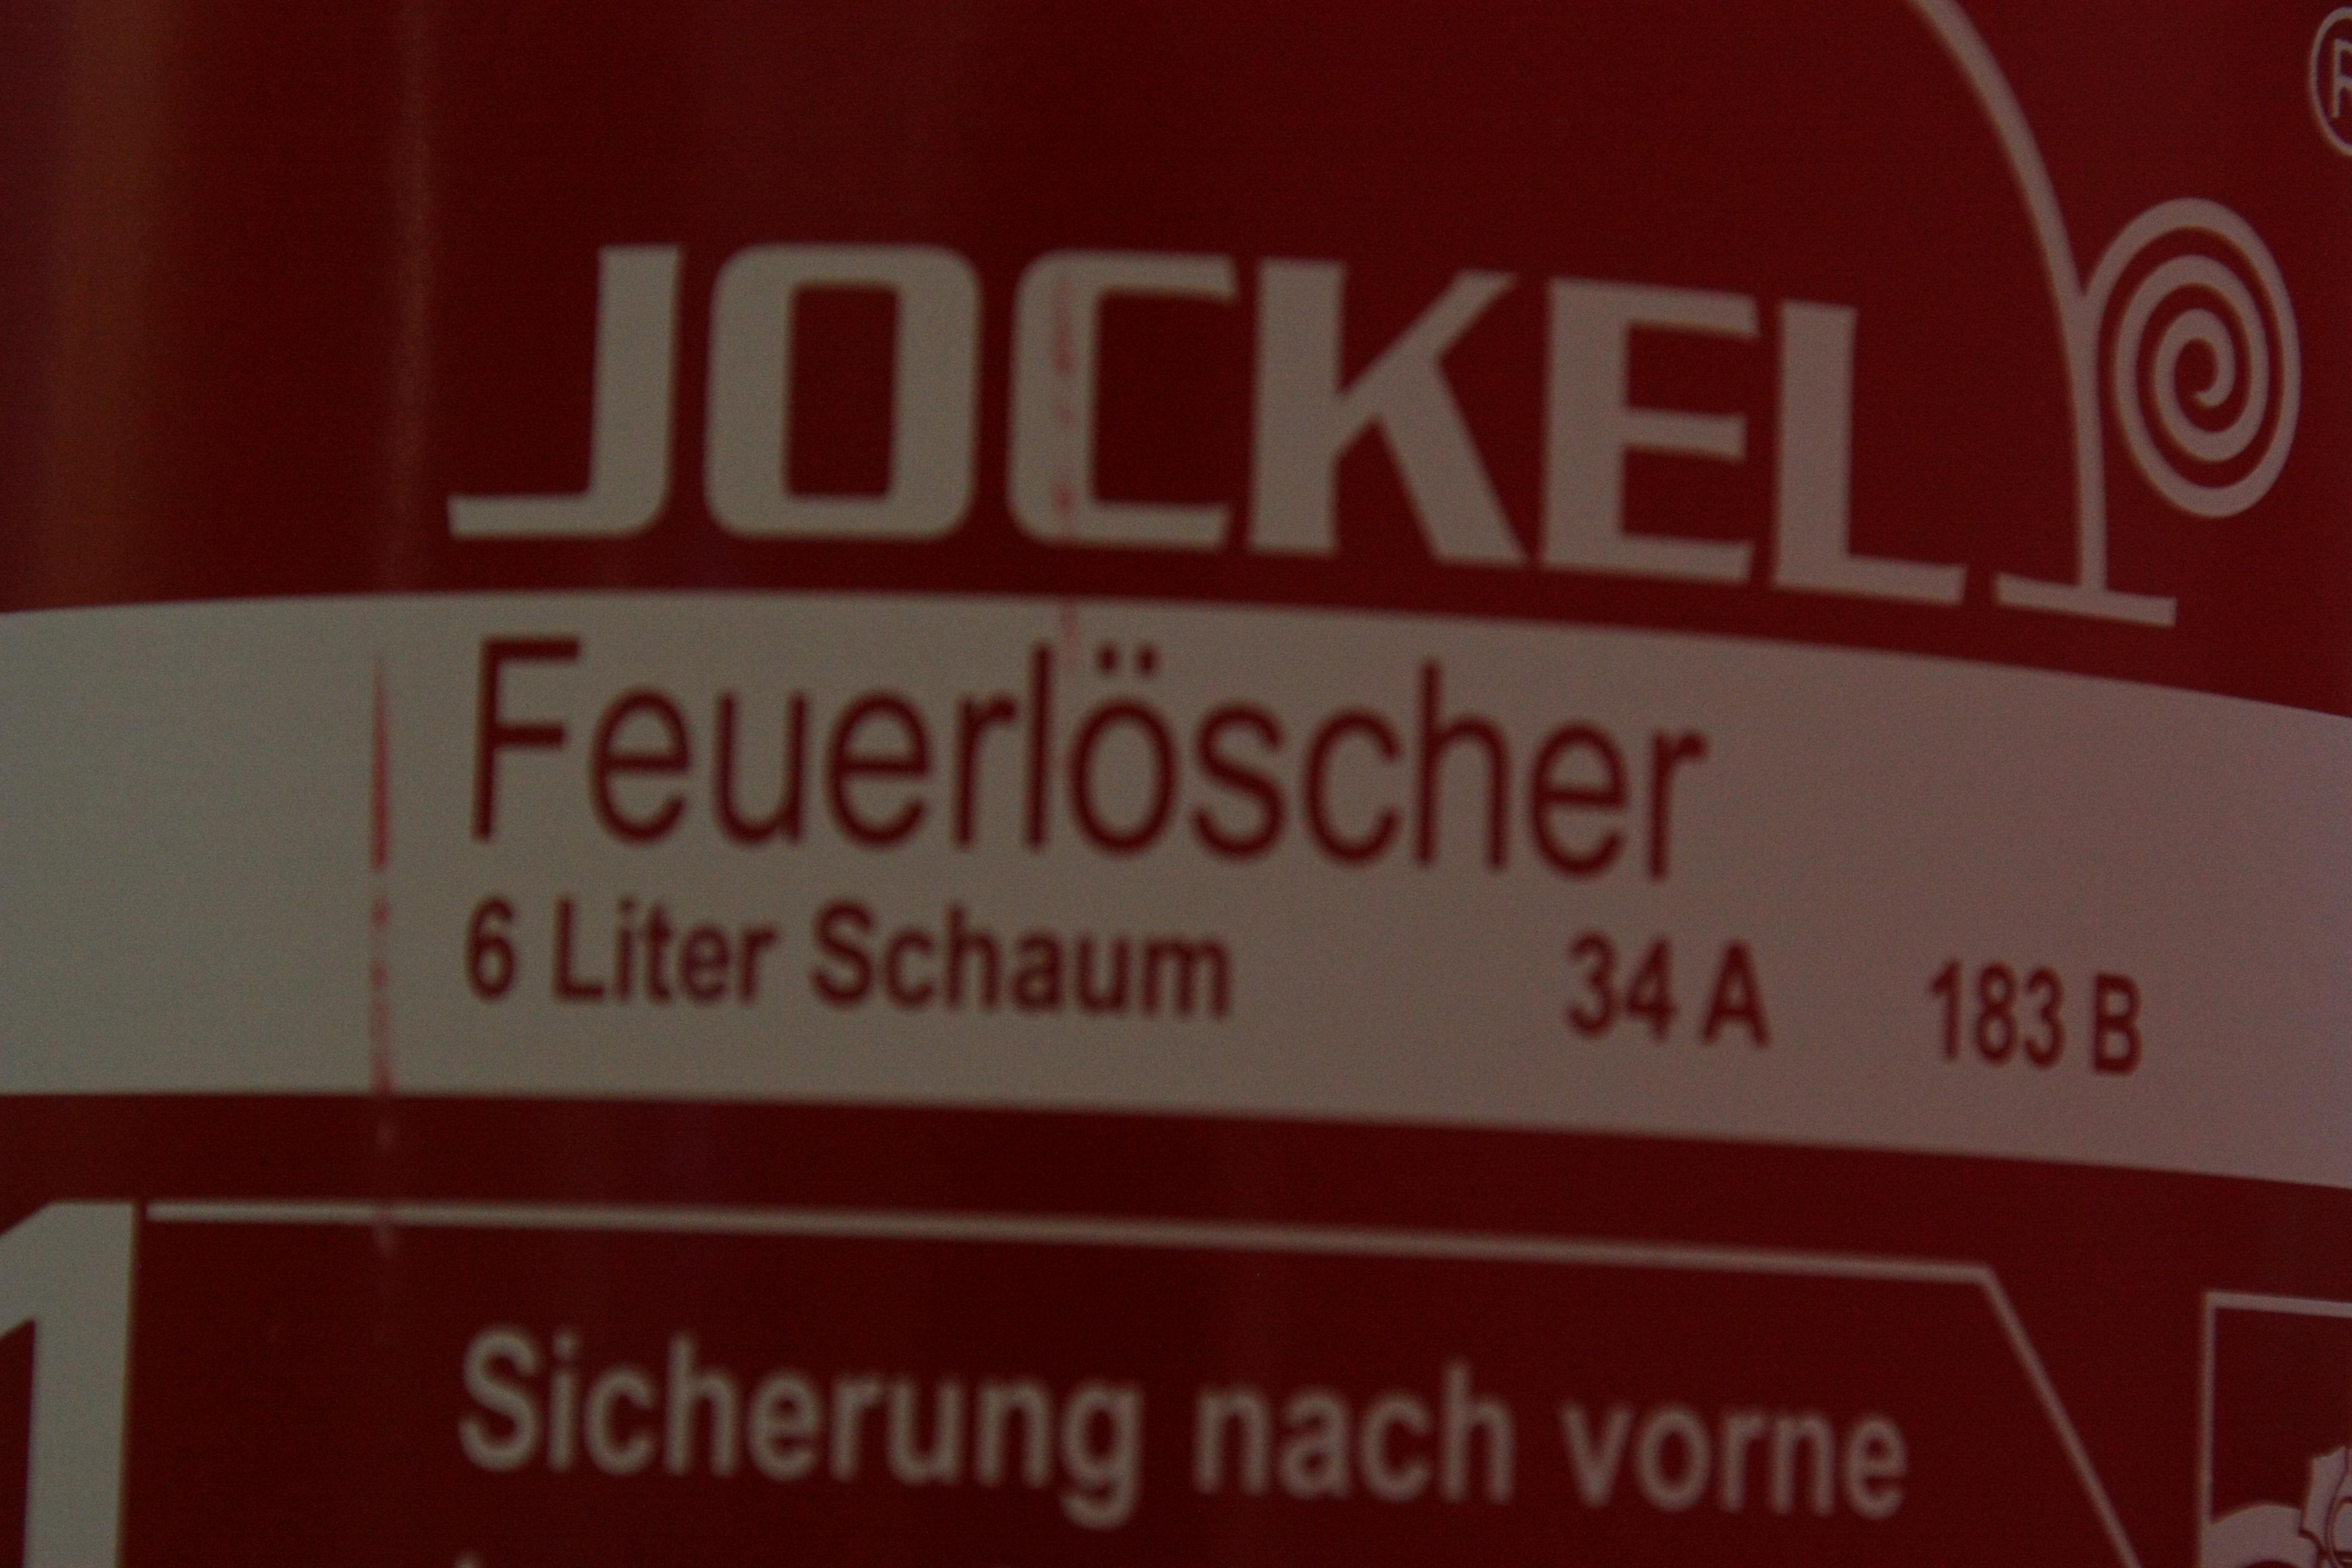 ®
JOCKEL
Feuerlöscher
6 Liter Schaum 34 A 183 B
1
Sicherung nach vorne